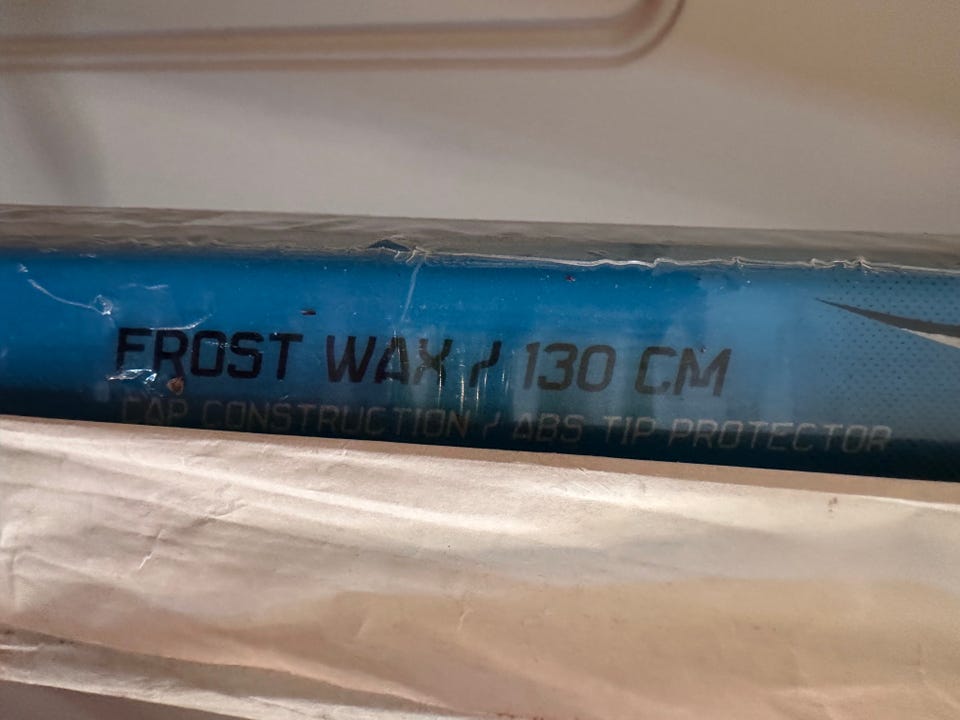 FROST WAX / 130 CM
CAP CONSTRUCTION / ABS TIP PROTECTOR